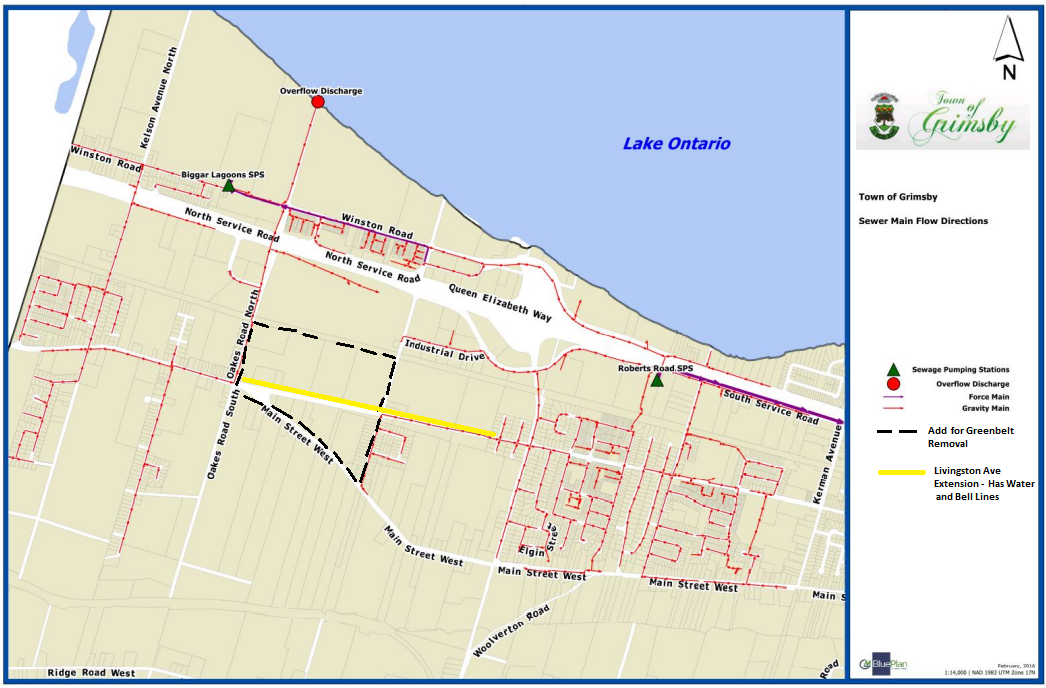 Kelson Avenue North
Overflow Discharge
Lake Ontario
Winston Road
Biggar Lagoons SPS
North Service Road
Winston Road
North Service Road
Queen Elizabeth Way
Oakes Road North
Industrial Drive
Roberts Road SPS
South Service Road
Oakes Road South
Main Street West
Kerman Avenue
Elgin Stree
Main Street West
Main Street West
Main Street West
Main S
Woolverton Road
Ridge Road West
Road
N
Town
of
Grimsby
Town of Grimsby
Sewer Main Flow Directions
Sewage Pumping Stations
Overflow Discharge
Force Main
Gravity Main
Add for Greenbelt
Removal
Livingston Ave
Extension - Has Water
and Bell Lines
BluePlan
February, 2016
1:14,000 | NAD 1983 UTM Zone 17N